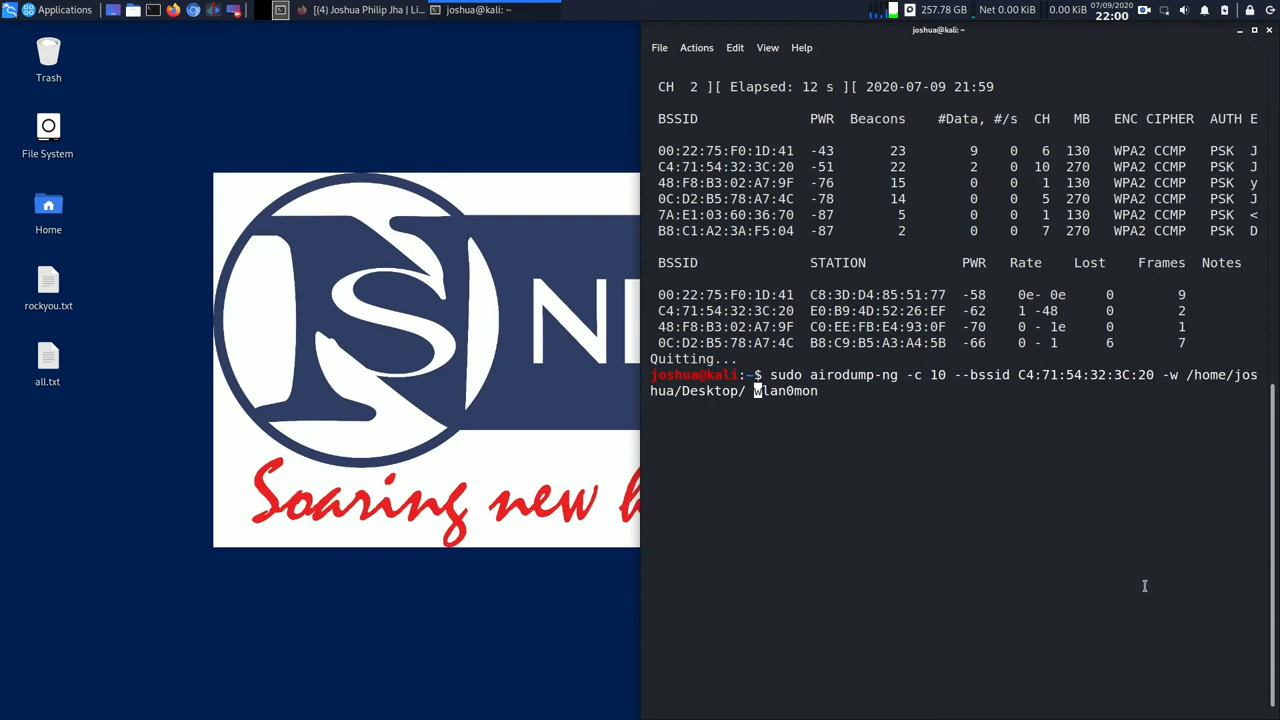 Applications
[(4) Joshua Philip Jha | Li...
joshua@kali: ~
257.78 GB
Net 0.00 KiB
0.00 KiB
07/09/2020
22:00
joshua@kali: ~
File Actions Edit View Help
Trash
File System
Home
rockyou.txt
all.txt
Soaring new
CH 2 ][ Elapsed: 12 s ][ 2020-07-09 21:59
BSSID PWR Beacons #Data, #/s CH MB ENC CIPHER AUTH E
00:22:75:F0:1D:41 -43 23 9 0 6 130 WPA2 CCMP PSK J
C4:71:54:32:3C:20 -51 22 2 0 10 270 WPA2 CCMP PSK J
48:F8:B3:02:A7:9F -76 15 0 0 1 130 WPA2 CCMP PSK y
0C:D2:B5:78:A7:4C -78 14 0 0 5 270 WPA2 CCMP PSK J
7A:E1:03:60:36:70 -87 5 0 0 1 130 WPA2 CCMP PSK <
B8:C1:A2:3A:F5:04 -87 2 0 0 7 270 WPA2 CCMP PSK D
BSSID STATION PWR Rate Lost Frames Notes
00:22:75:F0:1D:41 C8:3D:D4:85:51:77 -58 0e- 0e 0 9
C4:71:54:32:3C:20 E0:B9:4D:52:26:EF -62 1 -48 0 2
48:F8:B3:02:A7:9F C0:EE:FB:E4:93:0F -70 0 - 1e 0 1
0C:D2:B5:78:A7:4C B8:C9:B5:A3:A4:5B -66 0 - 1 6 7
Quitting...
joshua@kali:~$ sudo airodump-ng -c 10 --bssid C4:71:54:32:3C:20 -w /home/jos
hua/Desktop/ wlan0mon